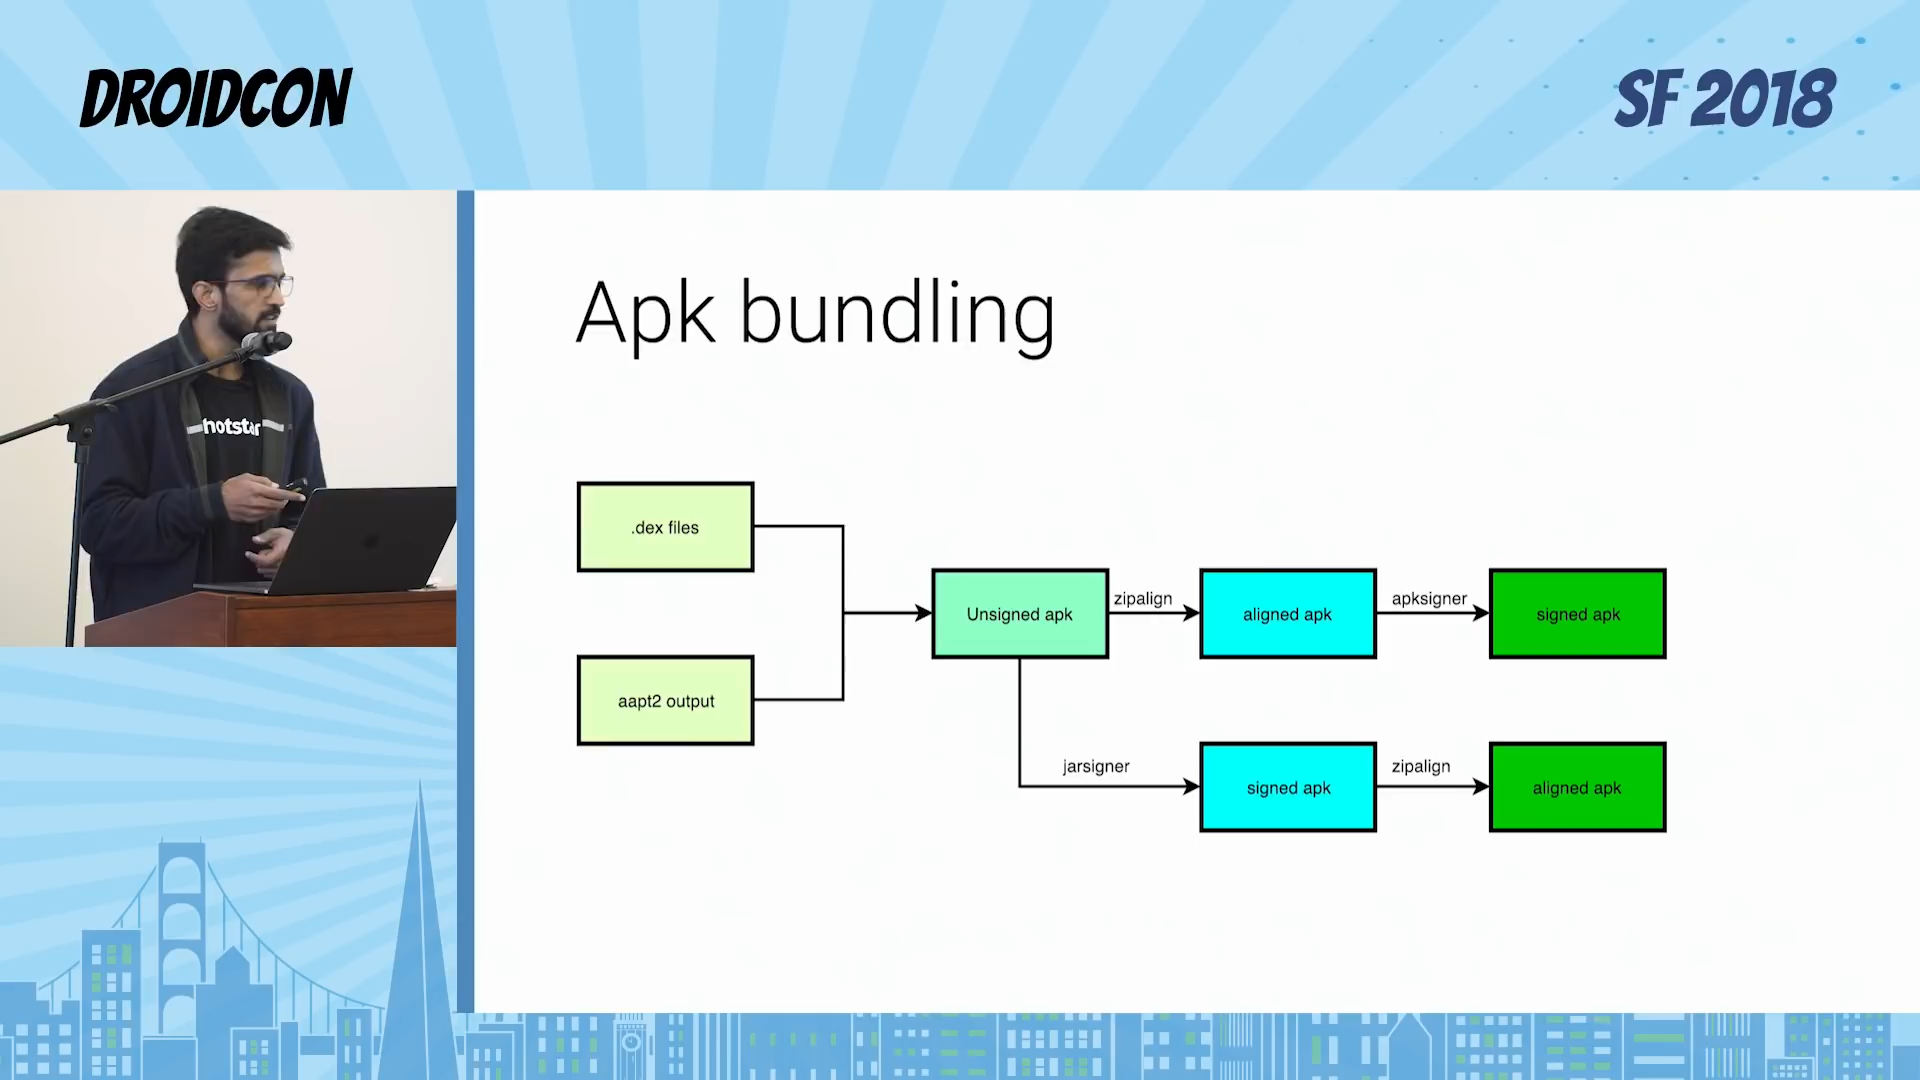 DROIDCON
SF 2018
hotstar
Apk bundling
.dex files
aapt2 output
Unsigned apk
zipalign
aligned apk
apksigner
signed apk
jarsigner
signed apk
zipalign
aligned apk